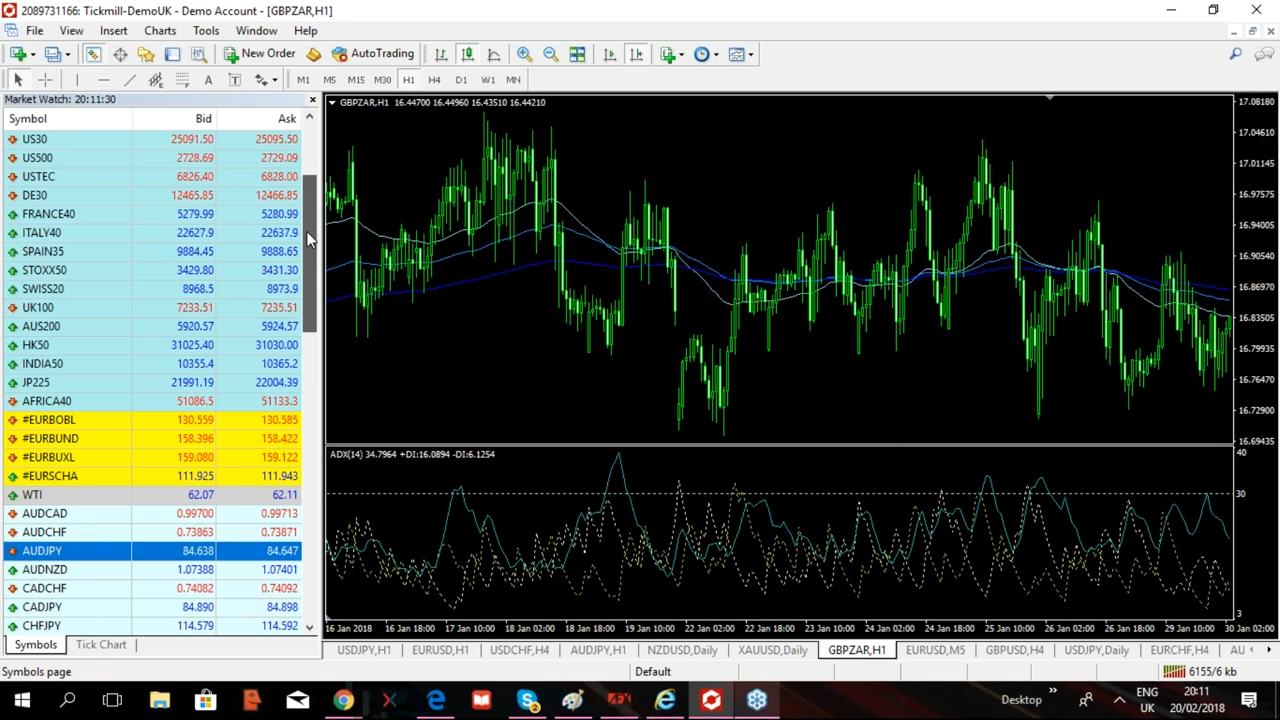 2089731166: Tickmill-DemoUK - Demo Account - [GBPZAR,H1]
File View Insert Charts Tools Window Help
New Order AutoTrading
M1 M5 M15 M30 H1 H4 D1 W1 MN
Market Watch: 20:11:30
Symbol Bid Ask
US30 25091.50 25095.50
US500 2728.69 2729.09
USTEC 6826.40 6828.00
DE30 12465.85 12466.85
FRANCE40 5279.99 5280.99
ITALY40 22627.9 22637.9
SPAIN35 9884.45 9888.65
STOXX50 3429.80 3431.30
SWISS20 8968.5 8973.9
UK100 7233.51 7235.51
AUS200 5920.57 5924.57
HK50 31025.40 31030.00
INDIA50 10355.4 10365.2
JP225 21991.19 22004.39
AFRICA40 51086.5 51133.3
#EURBOBL 130.559 130.585
#EURBUND 158.396 158.422
#EURBUXL 159.080 159.122
#EURSCHA 111.925 111.943
WTI 62.07 62.11
AUDCAD 0.99700 0.99713
AUDCHF 0.73863 0.73871
AUDJPY 84.638 84.647
AUDNZD 1.07388 1.07401
CADCHF 0.74082 0.74092
CADJPY 84.890 84.898
CHFJPY 114.579 114.592
Symbols Tick Chart
GBPZAR,H1 16.44700 16.44960 16.43510 16.44210
17.08180
17.04610
17.01145
16.97575
16.94005
16.90540
16.86970
16.83505
16.79935
16.76470
16.72900
16.69435
ADX(14) 34.7964 +DI:16.0894 -DI:6.1254
40
30
3
16 Jan 2018 16 Jan 18:00 17 Jan 10:00 18 Jan 02:00 18 Jan 18:00 19 Jan 10:00 22 Jan 02:00 22 Jan 18:00 23 Jan 10:00 24 Jan 02:00 24 Jan 18:00 25 Jan 10:00 26 Jan 02:00 26 Jan 18:00 29 Jan 10:00 30 Jan 02:00
USDJPY,H1 EURUSD,H1 USDCHF,H4 AUDJPY,H1 NZDUSD,Daily XAUUSD,Daily GBPZAR,H1 EURUSD,M5 GBPUSD,H4 USDJPY,Daily EURCHF,H4 AU
Symbols page Default 6155/6 kb
Desktop ENG 20:11
UK 20/02/2018